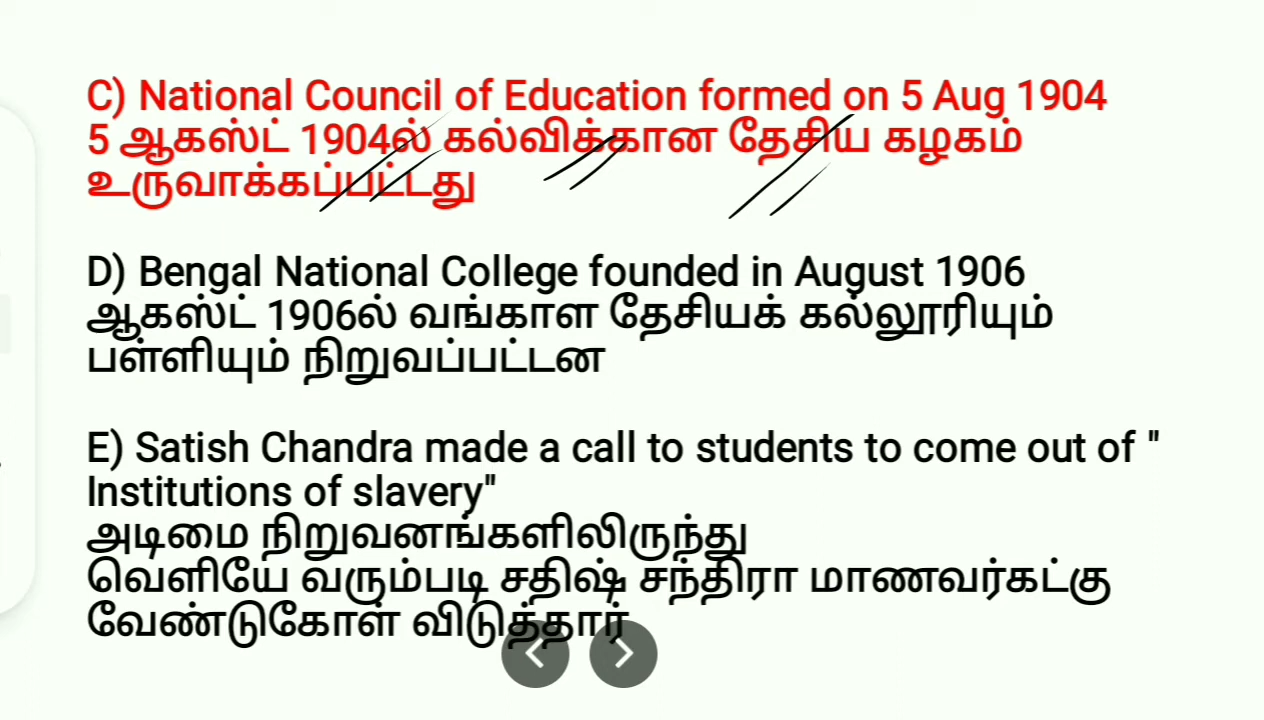 C) National Council of Education formed on 5 Aug 1904
5 ஆகஸ்ட் 1904ல் கல்விக்கான தேசிய கழகம்
உருவாக்கப்பட்டது
D) Bengal National College founded in August 1906
ஆகஸ்ட் 1906ல் வங்காள தேசியக் கல்லூரியும்
பள்ளியும் நிறுவப்பட்டன
E) Satish Chandra made a call to students to come out of "
Institutions of slavery"
அடிமை நிறுவனங்களிலிருந்து
வெளியே வரும்படி சதிஷ் சந்திரா மாணவர்கட்கு
வேண்டுகோள் விடுத்தார்